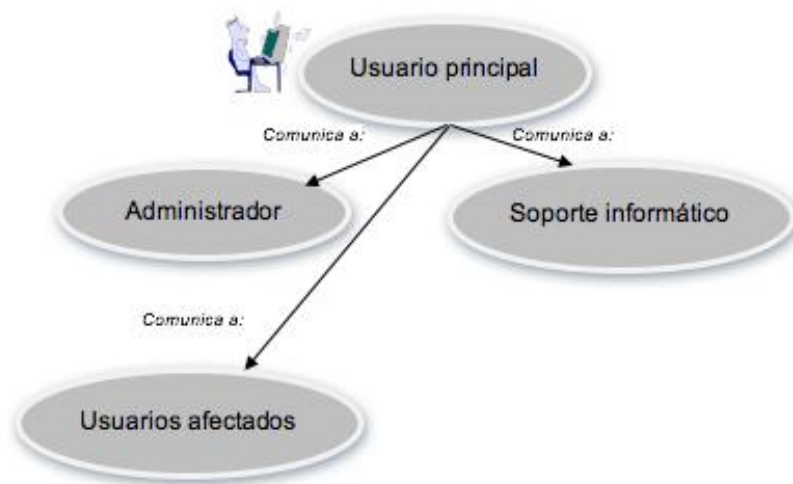 Usuario principal
Comunica a:
Comunica a:
Administrador
Soporte informático
Comunica a:
Usuarios afectados